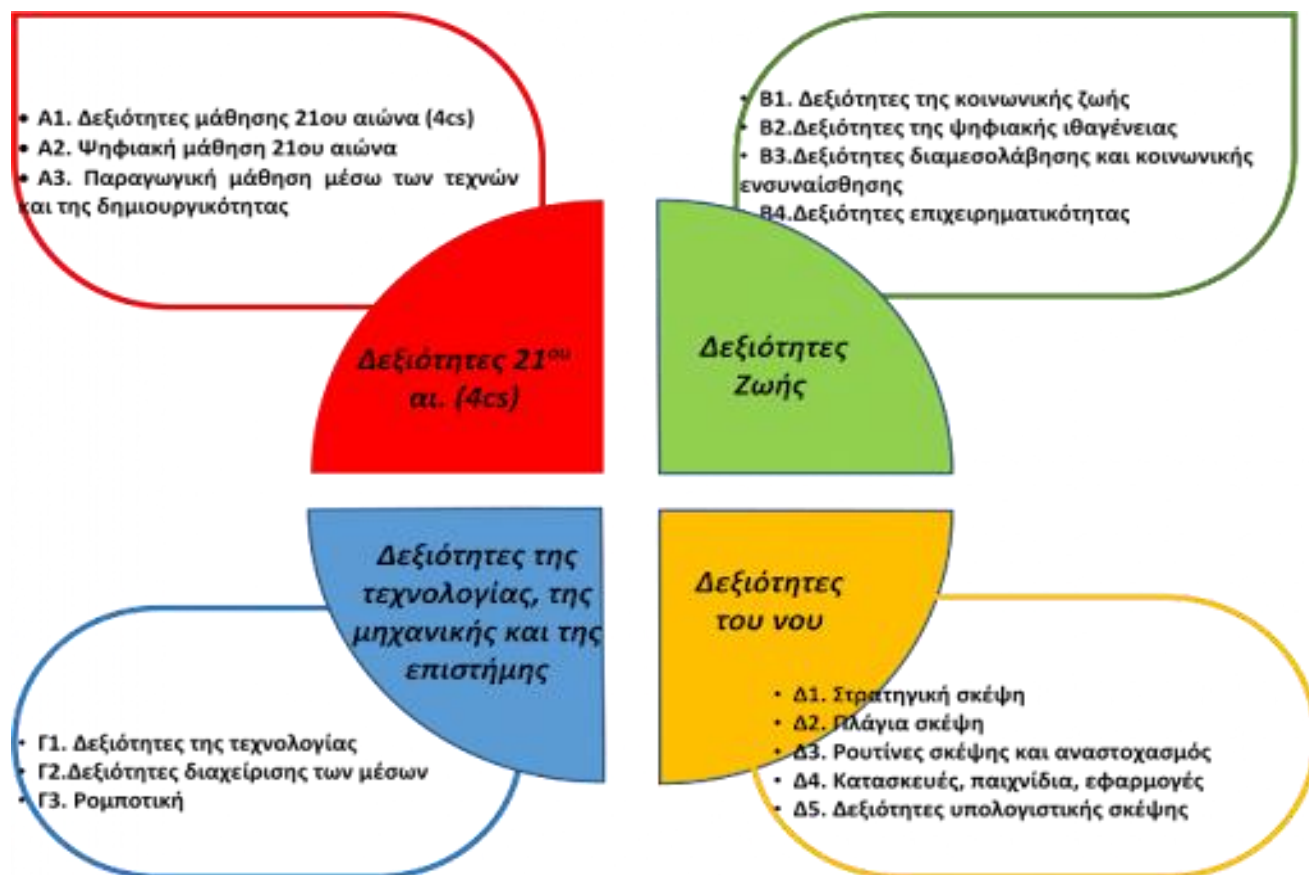 • Α1. Δεξιότητες μάθησης 21ου αιώνα (4cs)
• Α2. Ψηφιακή μάθηση 21ου αιώνα
• Α3. Παραγωγική μάθηση μέσω των τεχνών
και της δημιουργικότητας
• Β1. Δεξιότητες της κοινωνικής ζωής
• Β2.Δεξιότητες της ψηφιακής ιθαγένειας
• Β3.Δεξιότητες διαμεσολάβησης και κοινωνικής
ενσυναίσθησης
Β4.Δεξιότητες επιχειρηματικότητας
Δεξιότητες 21ου
αι. (4cs)
Δεξιότητες
Ζωής
Δεξιότητες της
τεχνολογίας, της
μηχανικής και της
επιστήμης
Δεξιότητες
του νου
• Γ1. Δεξιότητες της τεχνολογίας
• Γ2.Δεξιότητες διαχείρισης των μέσων
• Γ3. Ρομποτική
• Δ1. Στρατηγική σκέψη
• Δ2. Πλάγια σκέψη
• Δ3. Ρουτίνες σκέψης και αναστοχασμός
• Δ4. Κατασκευές, παιχνίδια, εφαρμογές
• Δ5. Δεξιότητες υπολογιστικής σκέψης